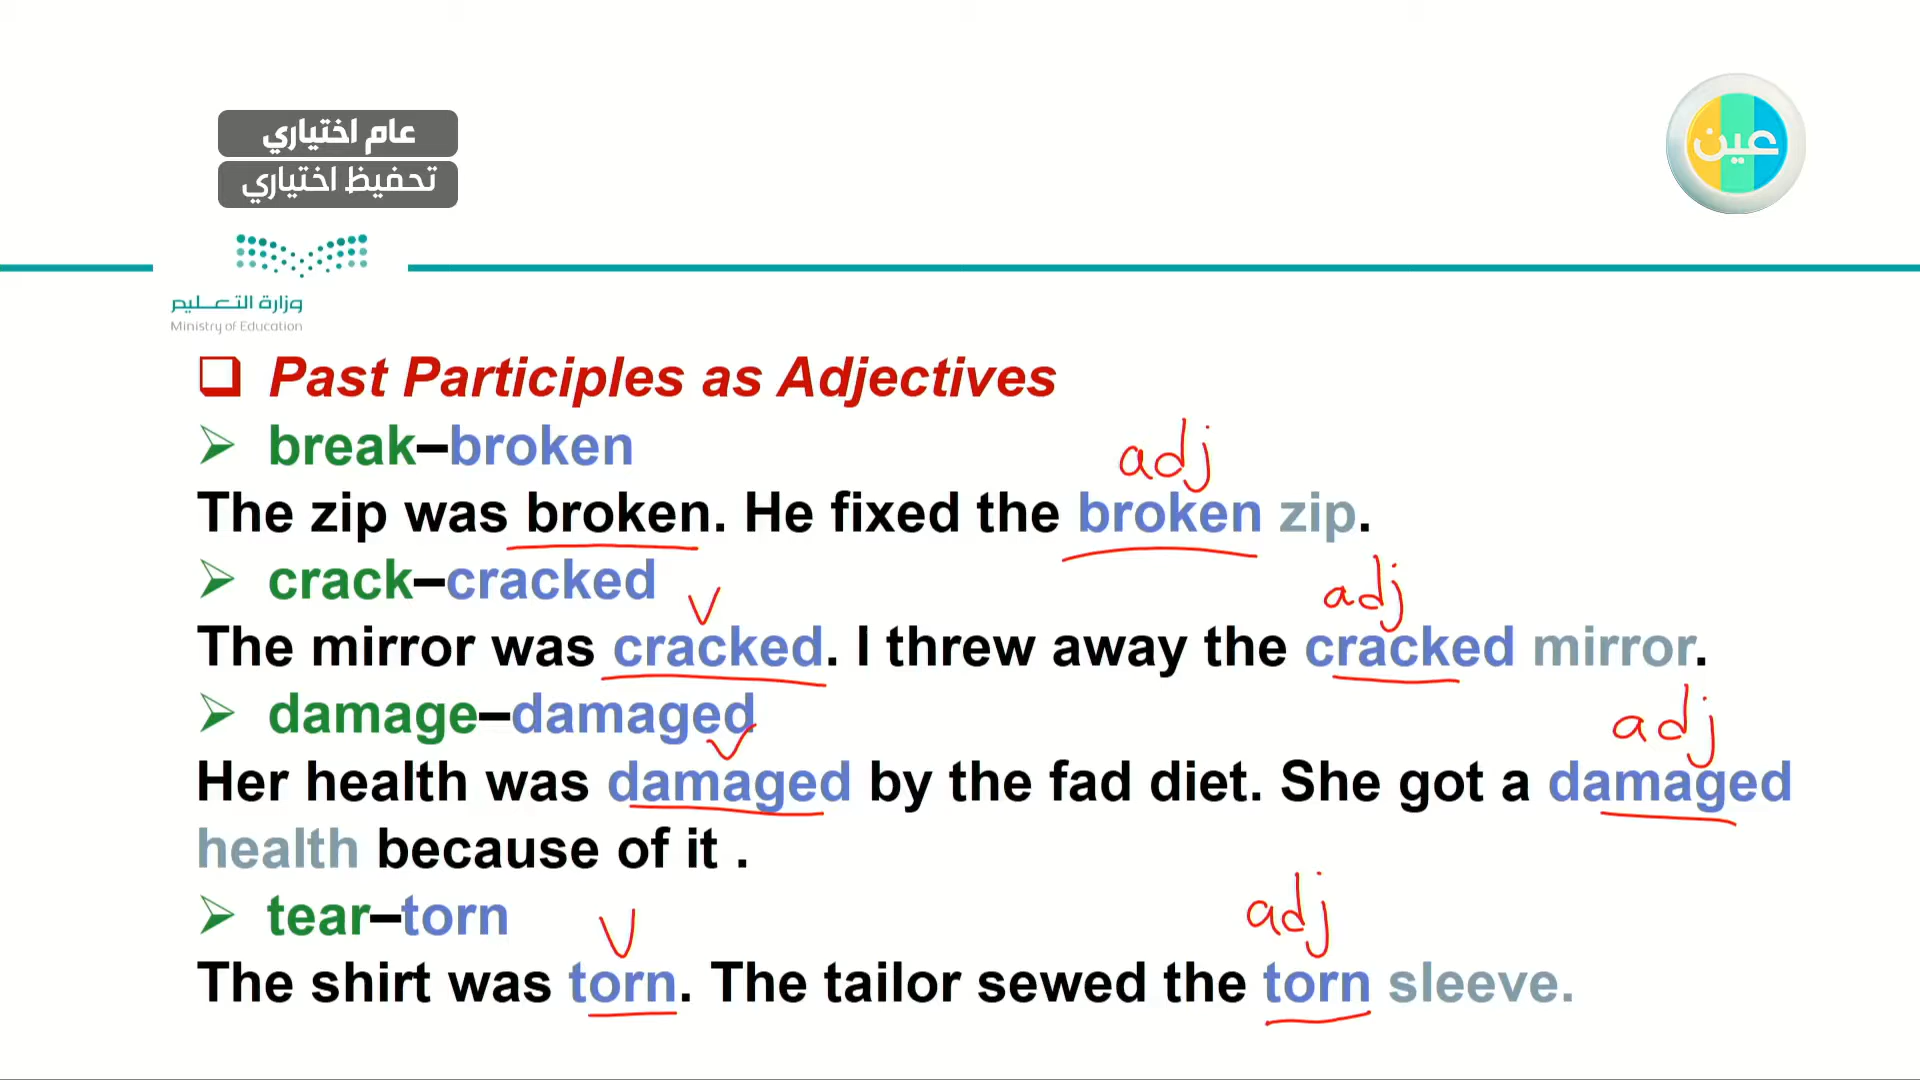 عام اختياري
تحفيظ اختياري
عين
وزارة التعليم
Ministry of Education
Past Participles as Adjectives
break–broken
adj
The zip was broken. He fixed the broken zip.
crack–cracked
V
adj
The mirror was cracked. I threw away the cracked mirror.
damage–damaged
V
adj
Her health was damaged by the fad diet. She got a damaged
health because of it .
tear–torn
V
adj
The shirt was torn. The tailor sewed the torn sleeve.